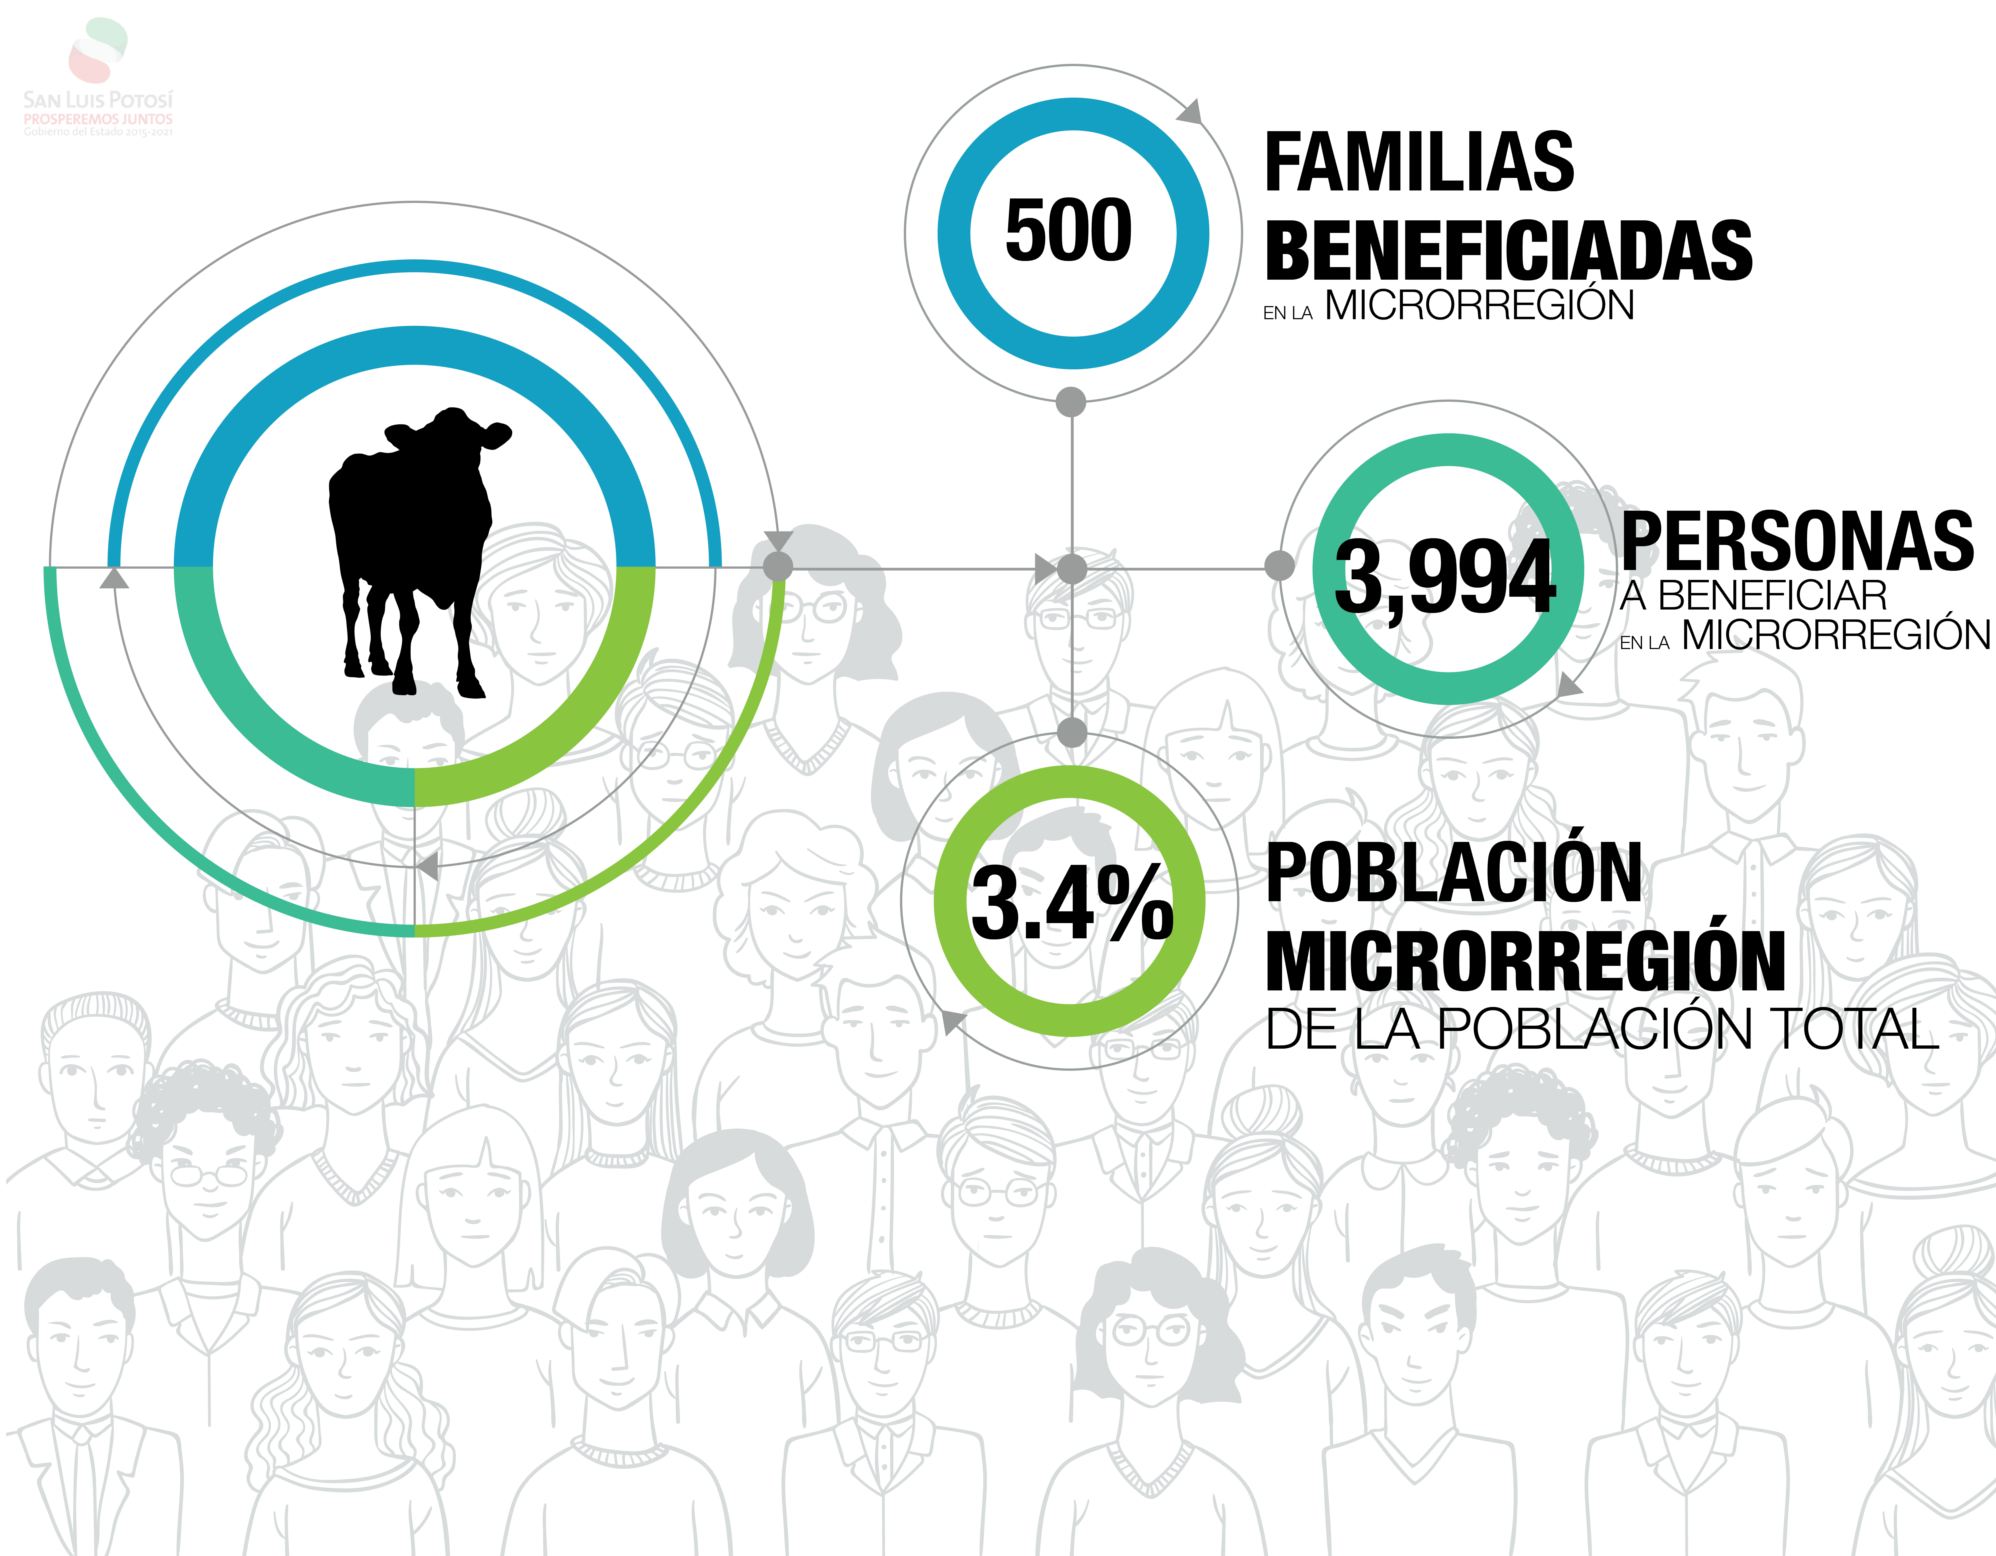 SAN LUIS POTOSÍ
PROSPEREMOS JUNTOS
Gobierno del Estado 2015-2021
500
FAMILIAS
BENEFICIADAS
EN LA MICRORREGIÓN
3,994
PERSONAS
A BENEFICIAR
EN LA MICRORREGIÓN
3.4%
POBLACIÓN
MICRORREGIÓN
DE LA POBLACIÓN TOTAL